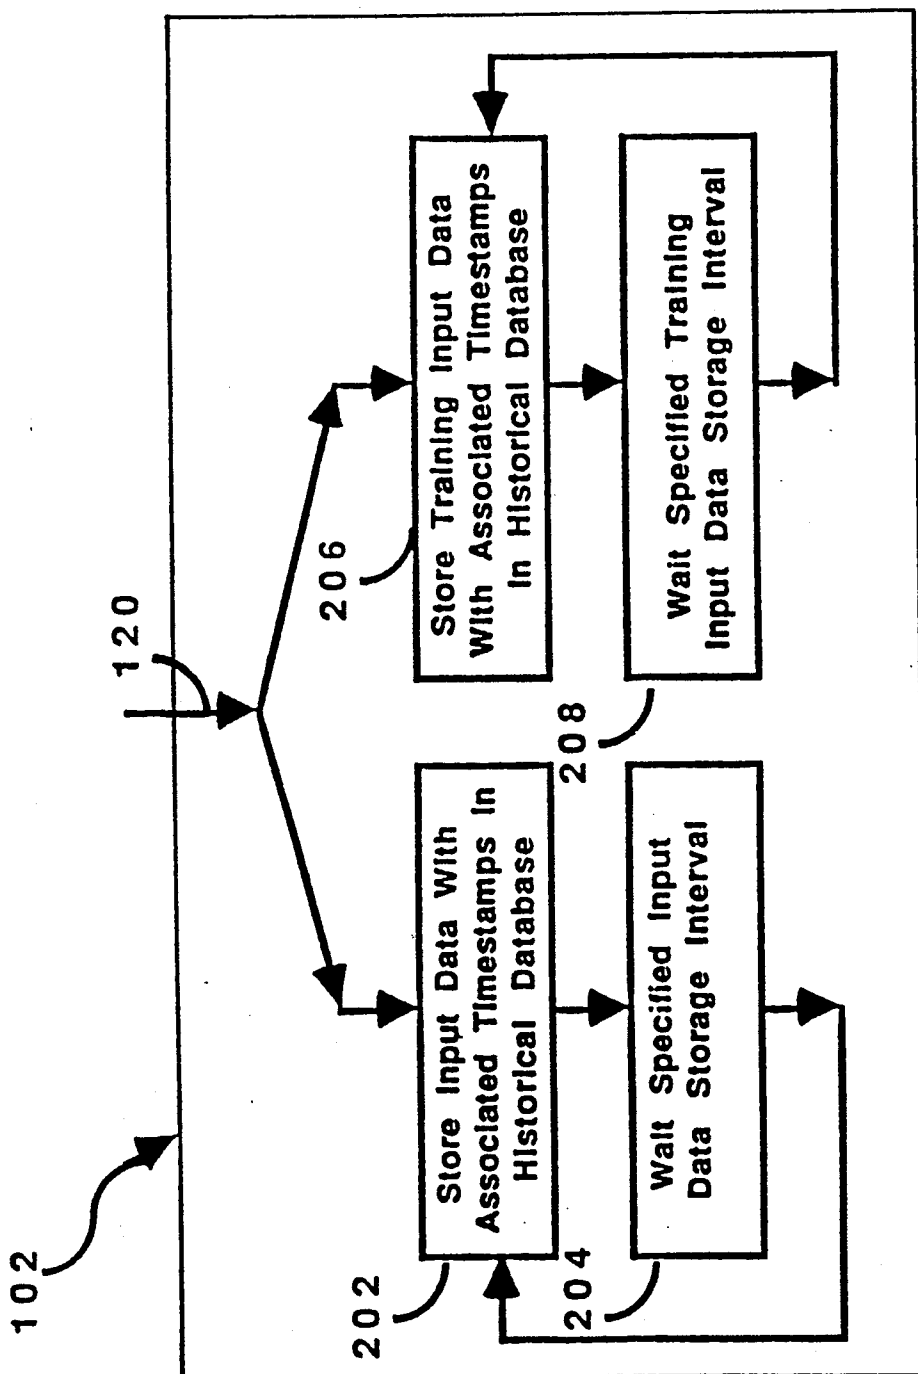 102
120
202
Store Input Data With
Associated Timestamps In
Historical Database
204
Wait Specified Input
Data Storage Interval
206
Store Training Input Data
With Associated Timestamps
In Historical Database
208
Wait Specified Training
Input Data Storage Interval